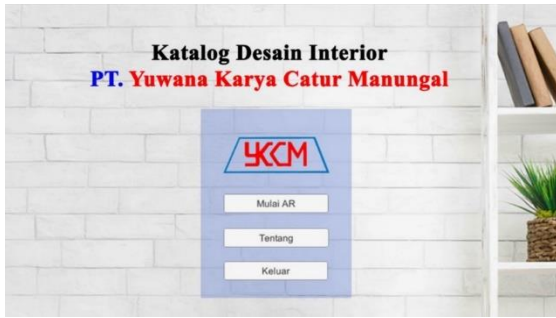 Katalog Desain Interior
PT. Yuwana Karya Catur Manungal
YKCM
Mulai AR
Tentang
Keluar